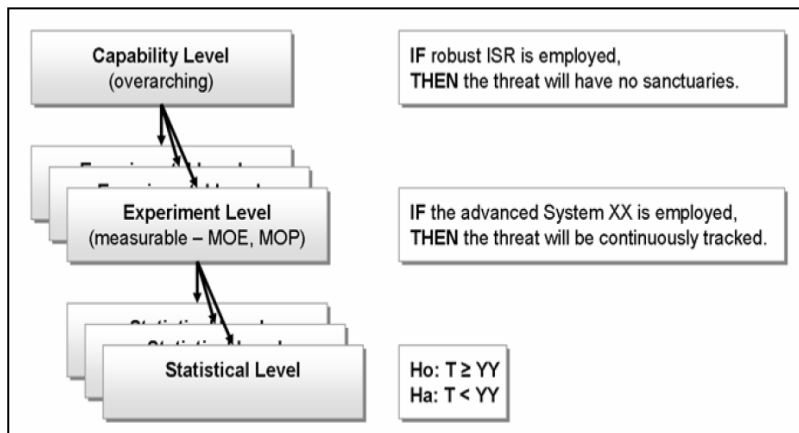 Capability Level
(overarching)
IF robust ISR is employed,
THEN the threat will have no sanctuaries.
Experiment Level
(measurable – MOE, MOP)
IF the advanced System XX is employed,
THEN the threat will be continuously tracked.
Statistical Level
Ho: T ≥ YY
Ha: T < YY